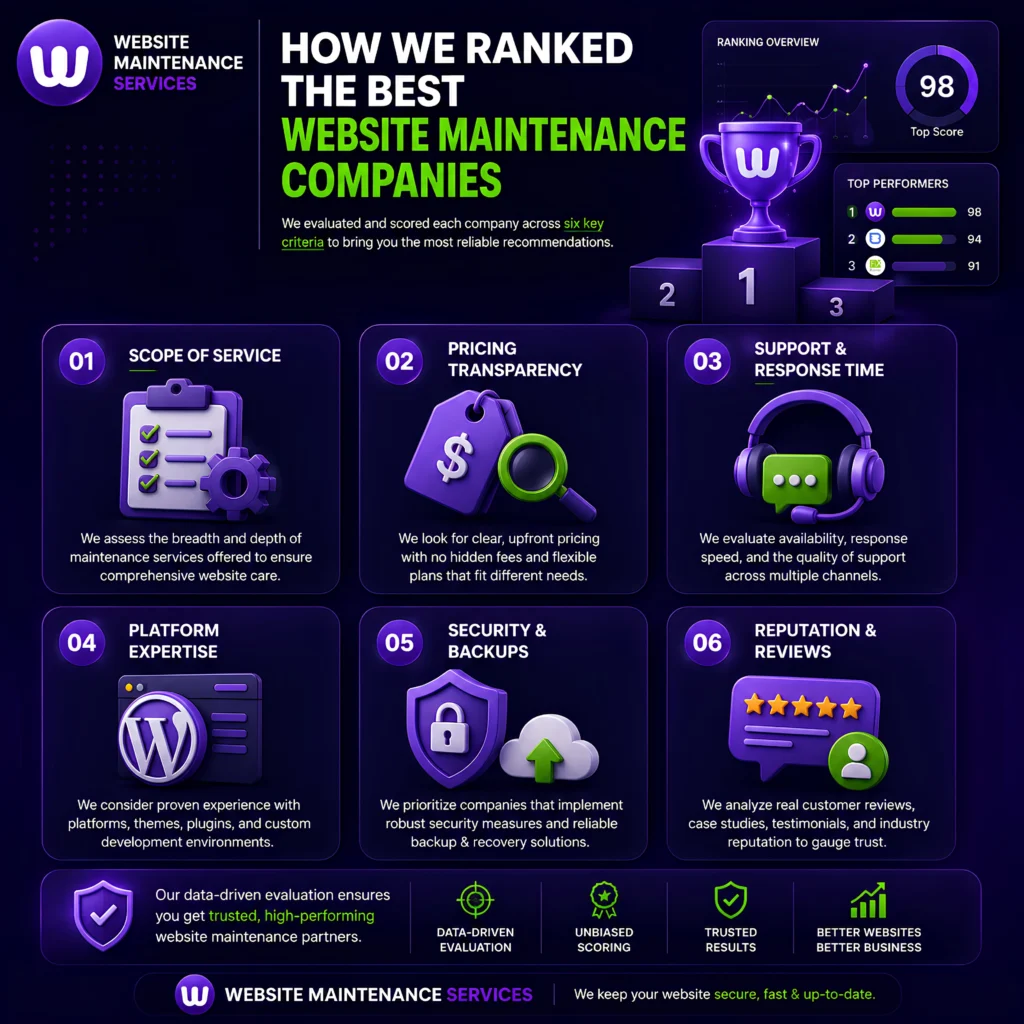 WEBSITE
MAINTENANCE
SERVICES
HOW WE RANKED
THE BEST
WEBSITE MAINTENANCE
COMPANIES
We evaluated and scored each company across six key
criteria to bring you the most reliable recommendations.
RANKING OVERVIEW
98
Top Score
TOP PERFORMERS
1 98
2 94
3 91
1
2
3
01
SCOPE OF SERVICE
We assess the breadth and depth of
maintenance services offered to ensure
comprehensive website care.
02
PRICING
TRANSPARENCY
$
We look for clear, upfront pricing
with no hidden fees and flexible
plans that fit different needs.
03
SUPPORT &
RESPONSE TIME
We evaluate availability, response
speed, and the quality of support
across multiple channels.
04
PLATFORM
EXPERTISE
W
We consider proven experience with
platforms, themes, plugins, and custom
development environments.
05
SECURITY &
BACKUPS
We prioritize companies that implement
robust security measures and reliable
backup & recovery solutions.
06
REPUTATION &
REVIEWS
We analyze real customer reviews,
case studies, testimonials, and industry
reputation to gauge trust.
Our data-driven evaluation ensures
you get trusted, high-performing
website maintenance partners.
DATA-DRIVEN
EVALUATION
UNBIASED
SCORING
TRUSTED
RESULTS
BETTER WEBSITES
BETTER BUSINESS
WEBSITE MAINTENANCE SERVICES
We keep your website secure, fast & up-to-date.